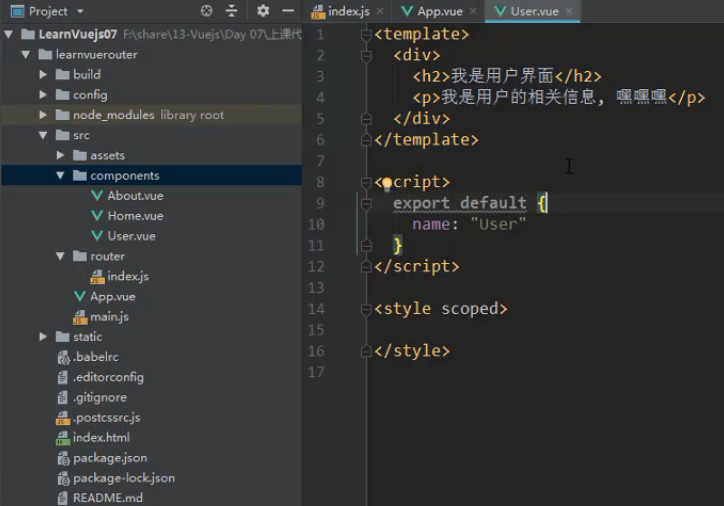 Project
LearnVuejs07 F:\share\13-Vuejs\Day 07\上课代
learnvuerouter
build
config
node_modules library root
src
assets
components
About.vue
Home.vue
User.vue
router
index.js
App.vue
main.js
static
.babelrc
.editorconfig
.gitignore
.postcssrc.js
index.html
package.json
package-lock.json
README.md
index.js App.vue User.vue
1 <template>
2 <div>
3 <h2>我是用户界面</h2>
4 <p>我是用户的相关信息, 嘿嘿嘿</p>
5 </div>
6 </template>
7
8 <cript>
9 export default {
10 name: "User"
11 }
12 </script>
13
14 <style scoped>
15
16 </style>
17